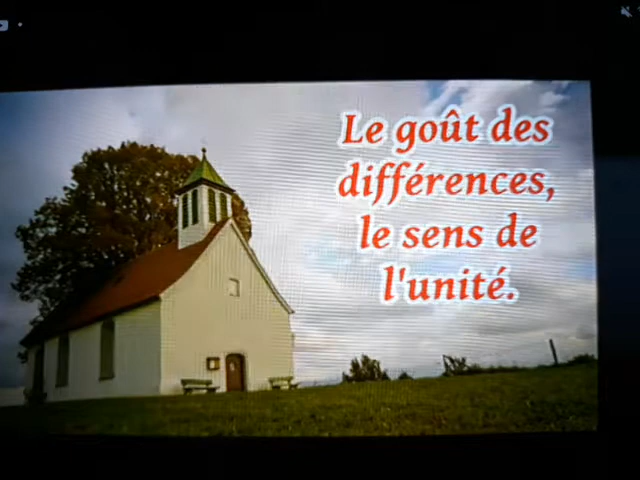 Le goût des
différences,
le sens de
l'unité.